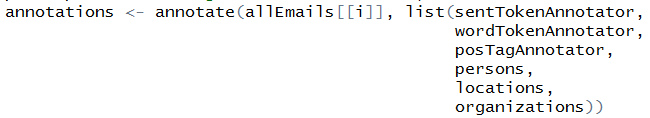 annotations <- annotate(allEmails[[i]], list(sentTokenAnnotator,
wordTokenAnnotator,
posTagAnnotator,
persons,
locations,
organizations))